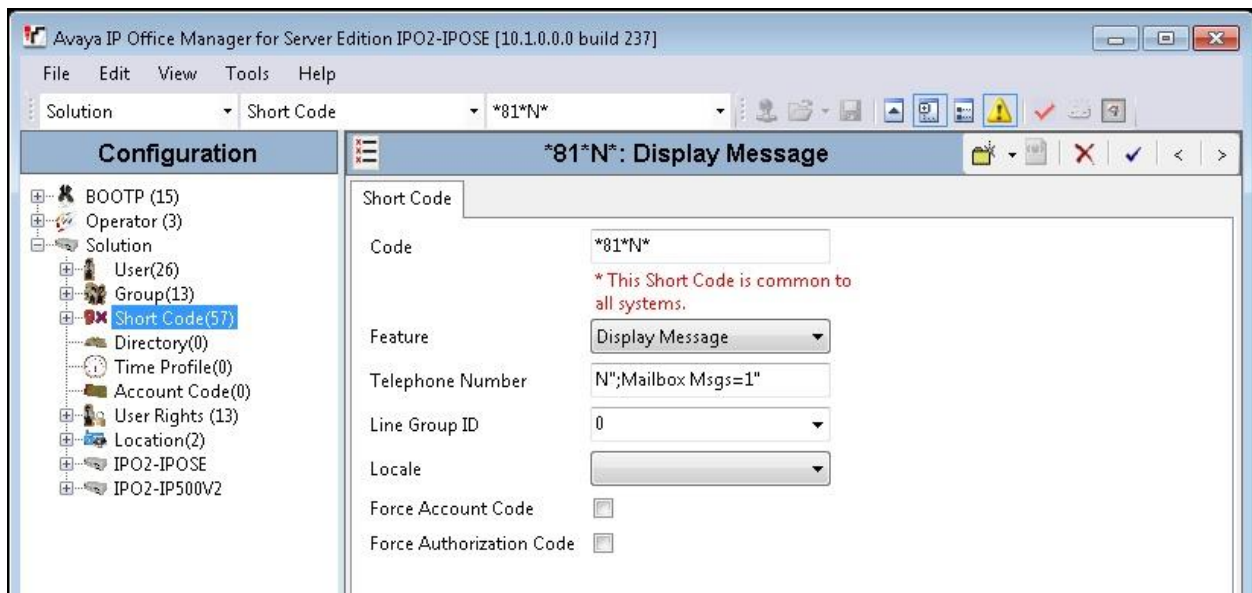 Avaya IP Office Manager for Server Edition IPO2-IPOSE [10.1.0.0.0 build 237]
File Edit View Tools Help
Solution Short Code *81*N*
Configuration
*81*N*: Display Message
BOOTP (15)
Operator (3)
Solution
User(26)
Group(13)
Short Code(57)
Directory(0)
Time Profile(0)
Account Code(0)
User Rights (13)
Location(2)
IPO2-IPOSE
IPO2-IP500V2
Short Code
Code *81*N*
* This Short Code is common to
all systems.
Feature Display Message
Telephone Number N";Mailbox Msgs=1"
Line Group ID 0
Locale
Force Account Code
Force Authorization Code